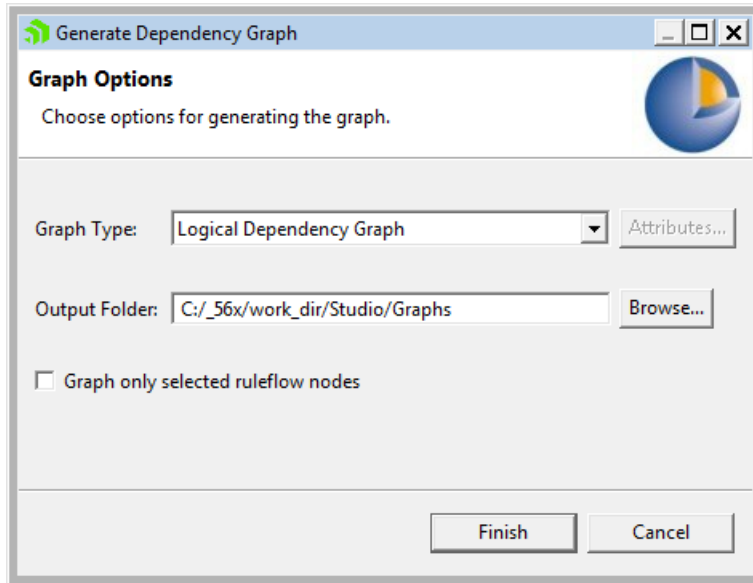 Generate Dependency Graph
Graph Options
Choose options for generating the graph.
Graph Type: Logical Dependency Graph Attributes...
Output Folder: C:/_56x/work_dir/Studio/Graphs Browse...
Graph only selected ruleflow nodes
Finish Cancel